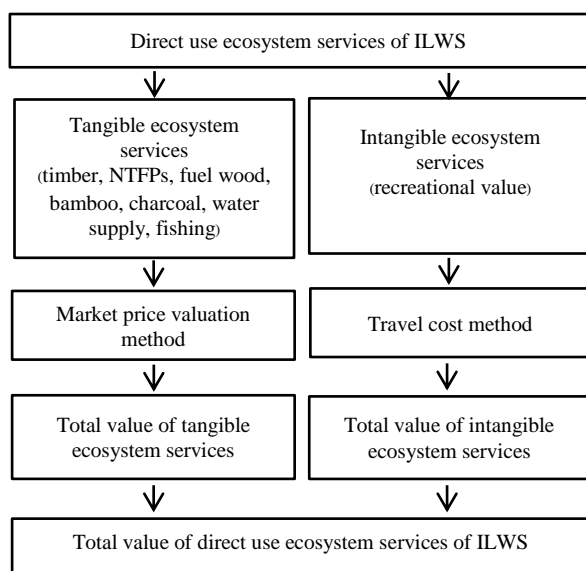 Direct use ecosystem services of ILWS
Tangible ecosystem
services
(timber, NTFPs, fuel wood,
bamboo, charcoal, water
supply, fishing)
Intangible ecosystem
services
(recreational value)
Market price valuation
method
Travel cost method
Total value of tangible
ecosystem services
Total value of intangible
ecosystem services
Total value of direct use ecosystem services of ILWS